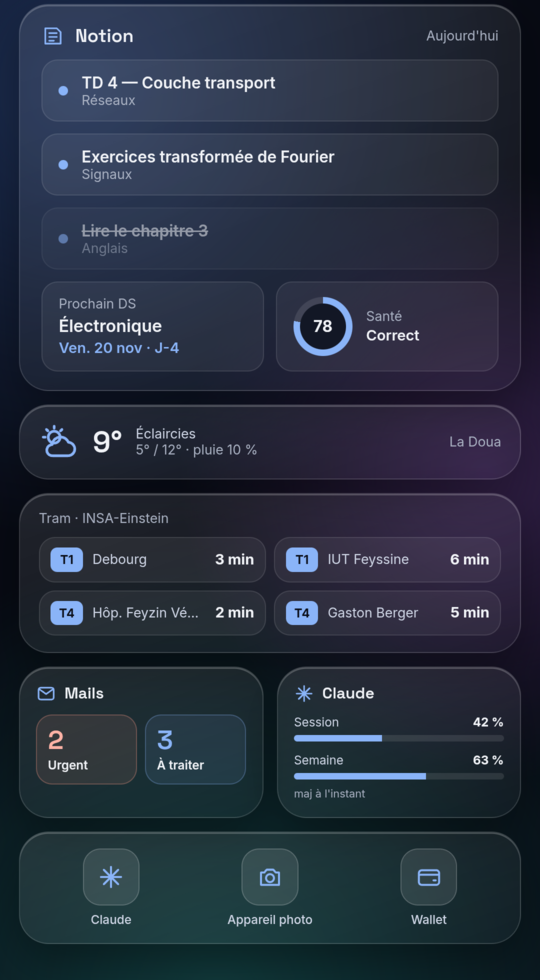 Notion
Aujourd'hui
TD 4 — Couche transport
Réseaux
Exercices transformée de Fourier
Signaux
Lire le chapitre 3
Anglais
Prochain DS
Électronique
Ven. 20 nov · J-4
78
Santé
Correct
9°
Éclaircies
5° / 12° · pluie 10 %
La Doua
Tram · INSA-Einstein
T1 Debourg 3 min
T1 IUT Feyssine 6 min
T4 Hôp. Feyzin Vé... 2 min
T4 Gaston Berger 5 min
Mails
2
Urgent
3
À traiter
Claude
Session 42 %
Semaine 63 %
maj à l'instant
Claude
Appareil photo
Wallet